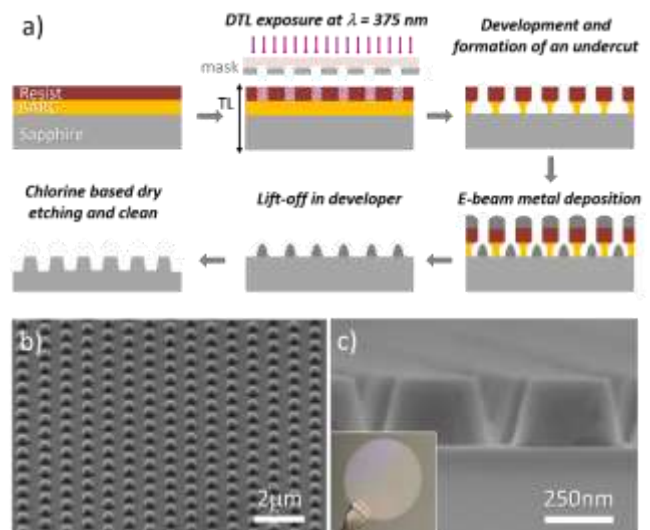 a)
DTL exposure at λ = 375 nm
mask
Development and
formation of an undercut
Resist
BARC
TL
Sapphire
Chlorine based dry
etching and clean
Lift-off in developer
E-beam metal deposition
b)
2μm
c)
250nm